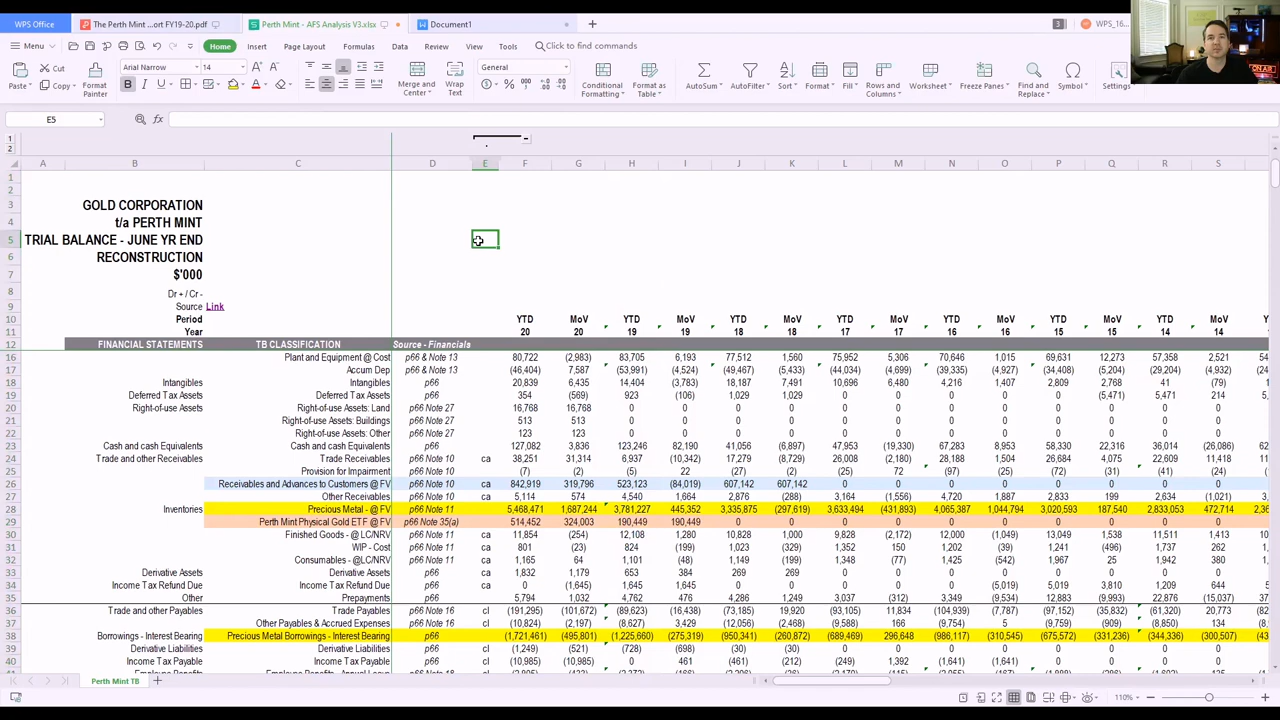 WPS Office The Perth Mint ...ort FY19-20.pdf Perth Mint - AFS Analysis V3.xlsx Document1 3 WPS_16...
Menu Home Insert Page Layout Formulas Data Review View Tools Click to find commands
Paste Cut Copy Format Painter Arial Narrow 14 Merge and Center Wrap Text General Conditional Formatting Format as Table AutoSum AutoFilter Sort Format Fill Rows and Columns Worksheet Freeze Panes Find and Replace Symbol Settings
E5 fx
1
2
A B C D E F G H I J K L M N O P Q R S
1
2
3 GOLD CORPORATION
4 t/a PERTH MINT
5 TRIAL BALANCE - JUNE YR END
6 RECONSTRUCTION
7 $'000
8 Dr + / Cr -
9 Source Link
10 Period YTD MoV YTD MoV YTD MoV YTD MoV YTD MoV YTD MoV YTD MoV
11 Year 20 20 19 19 18 18 17 17 16 16 15 15 14 14
12 FINANCIAL STATEMENTS TB CLASSIFICATION Source - Financials
16 Plant and Equipment @ Cost p66 & Note 13 80,722 (2,983) 83,705 6,193 77,512 1,560 75,952 5,306 70,646 1,015 69,631 12,273 57,358 2,521
17 Accum Dep p66 & Note 13 (46,404) 7,587 (53,991) (4,524) (49,467) (5,433) (44,034) (4,699) (39,335) (4,927) (34,408) (5,204) (29,204) (4,932)
18 Intangibles Intangibles p66 20,839 6,435 14,404 (3,783) 18,187 7,491 10,696 6,480 4,216 1,407 2,809 2,768 41 (79)
19 Deferred Tax Assets Deferred Tax Assets p66 354 (569) 923 (106) 1,029 1,029 0 0 0 0 0 (5,471) 5,471 214
20 Right-of-use Assets Right-of-use Assets: Land p66 Note 27 16,768 16,768 0 0 0 0 0 0 0 0 0 0 0 0
21 Right-of-use Assets: Buildings p66 Note 27 513 513 0 0 0 0 0 0 0 0 0 0 0 0
22 Right-of-use Assets: Other p66 Note 27 123 123 0 0 0 0 0 0 0 0 0 0 0 0
23 Cash and cash Equivalents Cash and cash Equivalents p66 127,082 3,836 123,246 82,190 41,056 (6,897) 47,953 (19,330) 67,283 8,953 58,330 22,316 36,014 (26,086)
24 Trade and other Receivables Trade Receivables p66 Note 10 ca 38,251 31,314 6,937 (10,342) 17,279 (8,729) 26,008 (2,180) 28,188 1,504 26,684 4,075 22,609 11,418
25 Provision for Impairment p66 Note 10 (7) (2) (5) 22 (27) (2) (25) 72 (97) (25) (72) (31) (41) (24)
26 Receivables and Advances to Customers @ FV p66 Note 10 ca 842,919 319,796 523,123 (84,019) 607,142 607,142 0 0 0 0 0 0 0 0
27 Other Receivables p66 Note 10 ca 5,114 574 4,540 1,664 2,876 (288) 3,164 (1,556) 4,720 1,887 2,833 199 2,634 (1,021)
28 Inventories Precious Metal - @ FV p66 Note 11 ca 5,468,471 1,687,244 3,781,227 445,352 3,335,875 (297,619) 3,633,494 (431,893) 4,065,387 1,044,794 3,020,593 187,540 2,833,053 472,714
29 Perth Mint Physical Gold ETF @ FV p66 Note 35(a) 514,452 324,003 190,449 190,449 0 0 0 0 0 0 0 0 0 0
30 Finished Goods - @ LC/NRV p66 Note 11 ca 11,854 (254) 12,108 1,280 10,828 1,000 9,828 (2,172) 12,000 (1,049) 13,049 1,538 11,511 1,413
31 WIP - Cost p66 Note 11 ca 801 (23) 824 (199) 1,023 (329) 1,352 150 1,202 (39) 1,241 (496) 1,737 262
32 Consumables - @LC/NRV p66 Note 11 ca 1,165 64 1,101 (48) 1,149 (199) 1,348 (77) 1,425 (542) 1,967 25 1,942 380
33 Derivative Assets Derivative Assets p66 ca 1,832 1,179 653 384 269 269 0 0 0 0 0 0 0 0
34 Income Tax Refund Due Income Tax Refund Due p66 ca 0 (1,645) 1,645 1,645 0 0 0 0 0 (5,019) 5,019 3,810 1,209 644
35 Other Prepayments p66 5,794 1,032 4,762 476 4,286 1,249 3,037 (312) 3,349 (9,534) 12,883 (9,993) 22,876 (15,037)
36 Trade and other Payables Trade Payables p66 Note 16 cl (191,295) (101,672) (89,623) (16,438) (73,185) 19,920 (93,105) 11,834 (104,939) (7,787) (97,152) (35,832) (61,320) 20,773
37 Other Payables & Accrued Expenses p66 Note 16 cl (10,824) (2,197) (8,627) 3,429 (12,056) (2,468) (9,588) 166 (9,754) 5 (9,759) (909) (8,850) 134
38 Borrowings - Interest Bearing Precious Metal Borrowings - Interest Bearing p66 cl (1,721,461) (495,801) (1,225,660) (275,319) (950,341) (260,872) (689,469) 296,648 (986,117) (310,545) (675,572) (331,236) (344,336) (300,507)
39 Derivative Liabilities Derivative Liabilities p66 cl (1,249) (521) (728) (698) (30) (30) 0 0 0 0 0 0 0 0
40 Income Tax Payable Income Tax Payable p66 cl (10,985) (10,985) 0 461 (461) (212) (249) 1,392 (1,641) (1,641) 0 0 0 0
Perth Mint TB
110%